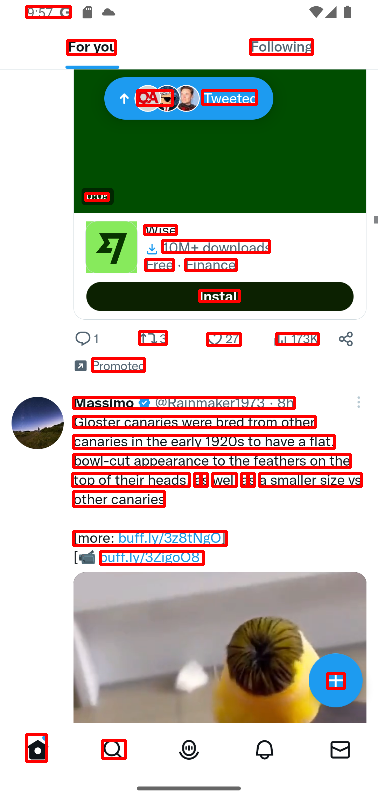 9:57
For you Following
Tweeted
Wise
10M+ downloads
Free · Finance
Install
1 3 27 173K
Promoted
Massimo @Rainmaker1973 · 8h
Gloster canaries were bred from other
canaries in the early 1920s to have a flat,
bowl-cut appearance to the feathers on the
top of their heads, as well as a smaller size vs
other canaries
[more: buff.ly/3z8tNgO]
[📹 buff.ly/3ZigoO8]